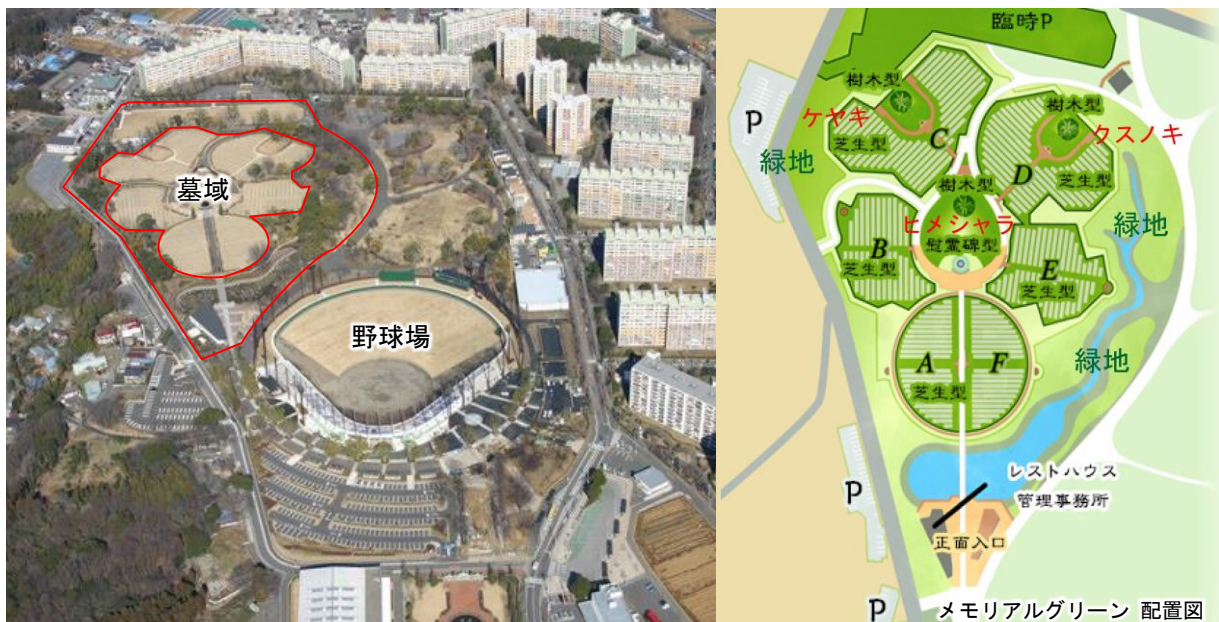 墓域
野球場
臨時P
樹木型
樹木型
P
ケヤキ
クスノキ
芝生型
C
緑地
樹木型
D
芝生型
ヒメシャラ
緑地
慰霊碑型
B
芝生型
E
芝生型
A
F
芝生型
緑地
レストハウス
P
管理事務所
正面入口
P
メモリアルグリーン 配置図